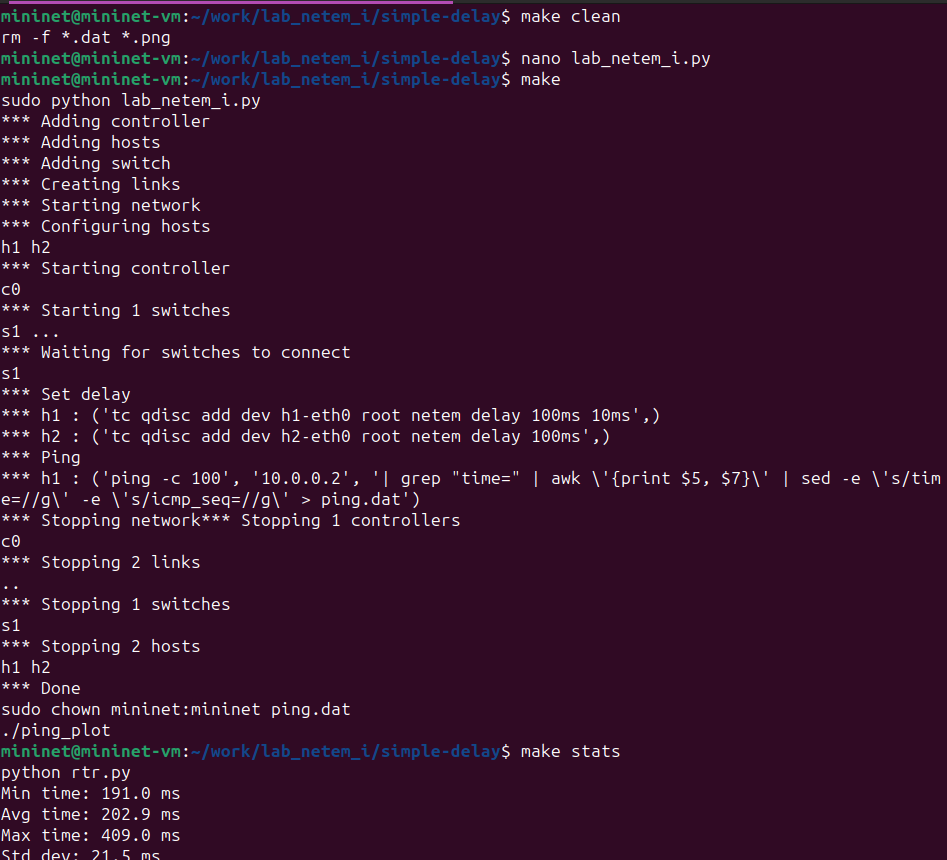 mininet@mininet-vm:~/work/lab_netem_i/simple-delay$ make clean
rm -f *.dat *.png
mininet@mininet-vm:~/work/lab_netem_i/simple-delay$ nano lab_netem_i.py
mininet@mininet-vm:~/work/lab_netem_i/simple-delay$ make
sudo python lab_netem_i.py
*** Adding controller
*** Adding hosts
*** Adding switch
*** Creating links
*** Starting network
*** Configuring hosts
h1 h2
*** Starting controller
c0
*** Starting 1 switches
s1 ...
*** Waiting for switches to connect
s1
*** Set delay
*** h1 : ('tc qdisc add dev h1-eth0 root netem delay 100ms 10ms',)
*** h2 : ('tc qdisc add dev h2-eth0 root netem delay 100ms',)
*** Ping
*** h1 : ('ping -c 100', '10.0.0.2', '| grep "time=" | awk \'{print $5, $7}\' | sed -e \'s/tim
e=//g\' -e \'s/icmp_seq=//g\' > ping.dat')
*** Stopping network*** Stopping 1 controllers
c0
*** Stopping 2 links
..
*** Stopping 1 switches
s1
*** Stopping 2 hosts
h1 h2
*** Done
sudo chown mininet:mininet ping.dat
./ping_plot
mininet@mininet-vm:~/work/lab_netem_i/simple-delay$ make stats
python rtr.py
Min time: 191.0 ms
Avg time: 202.9 ms
Max time: 409.0 ms
Std dev: 21.5 ms